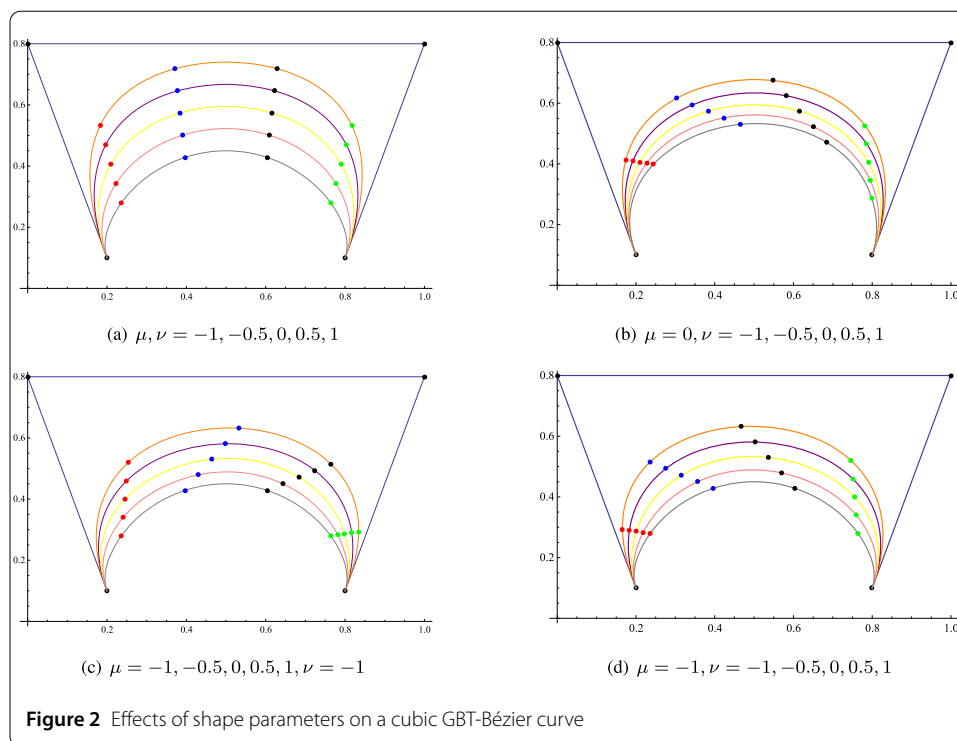 0.8
0.6
0.4
0.2
0.2 0.4 0.6 0.8 1.0
(a) μ, ν = −1, −0.5, 0, 0.5, 1
0.8
0.6
0.4
0.2
0.2 0.4 0.6 0.8 1.0
(b) μ = 0, ν = −1, −0.5, 0, 0.5, 1
0.8
0.6
0.4
0.2
0.2 0.4 0.6 0.8 1.0
(c) μ = −1, −0.5, 0, 0.5, 1, ν = −1
0.8
0.6
0.4
0.2
0.2 0.4 0.6 0.8 1.0
(d) μ = −1, ν = −1, −0.5, 0, 0.5, 1
Figure 2 Effects of shape parameters on a cubic GBT-Bézier curve